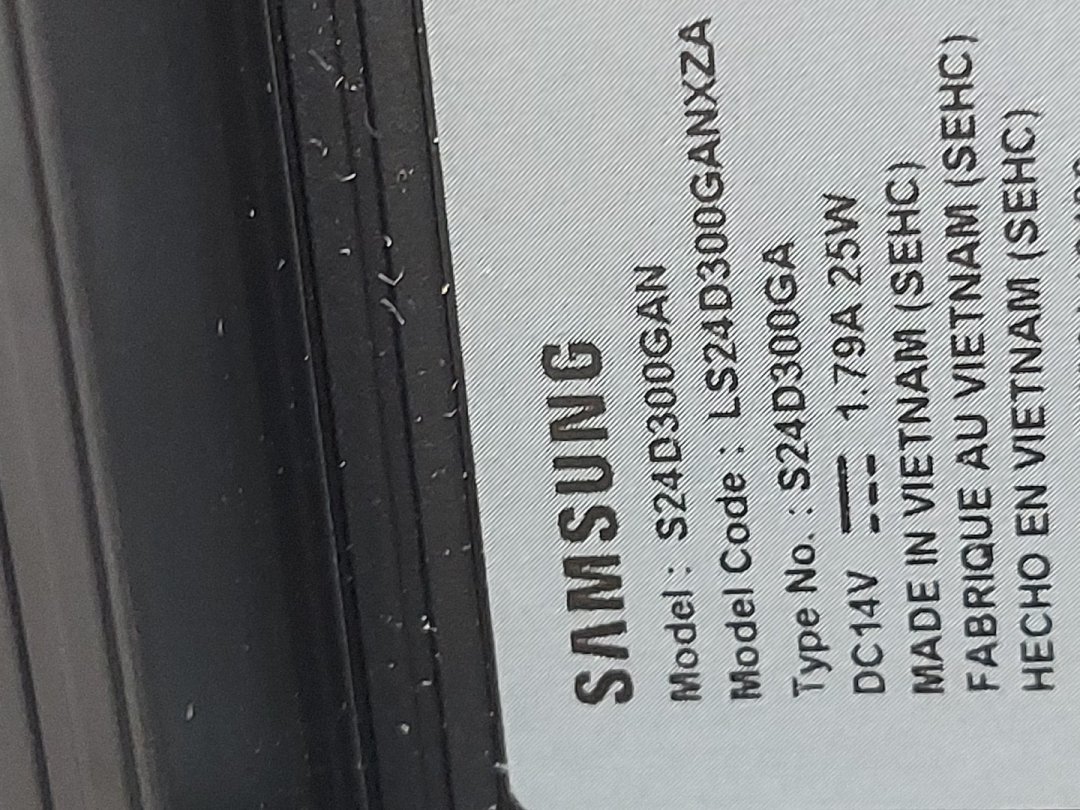 SAMSUNG
Model : S24D300GAN
Model Code : LS24D300GANXZA
Type No. : S24D300GA
DC14V ⎓ 1.79A 25W
MADE IN VIETNAM (SEHC)
FABRIQUE AU VIETNAM (SEHC)
HECHO EN VIETNAM (SEHC)